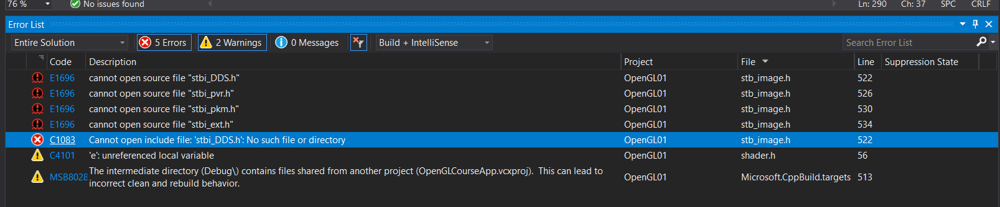 76 % No issues found Ln: 290 Ch: 37 SPC CRLF
Error List
Entire Solution 5 Errors 2 Warnings 0 Messages Build + IntelliSense Search Error List
Code Description Project File Line Suppression State
E1696 cannot open source file "stbi_DDS.h" OpenGL01 stb_image.h 522
E1696 cannot open source file "stbi_pvr.h" OpenGL01 stb_image.h 526
E1696 cannot open source file "stbi_pkm.h" OpenGL01 stb_image.h 530
E1696 cannot open source file "stbi_ext.h" OpenGL01 stb_image.h 534
C1083 Cannot open include file: 'stbi_DDS.h': No such file or directory OpenGL01 stb_image.h 522
C4101 'e': unreferenced local variable OpenGL01 shader.h 56
MSB8028 The intermediate directory (Debug\) contains files shared from another project (OpenGLCourseApp.vcxproj). This can lead to OpenGL01 Microsoft.CppBuild.targets 513
incorrect clean and rebuild behavior.